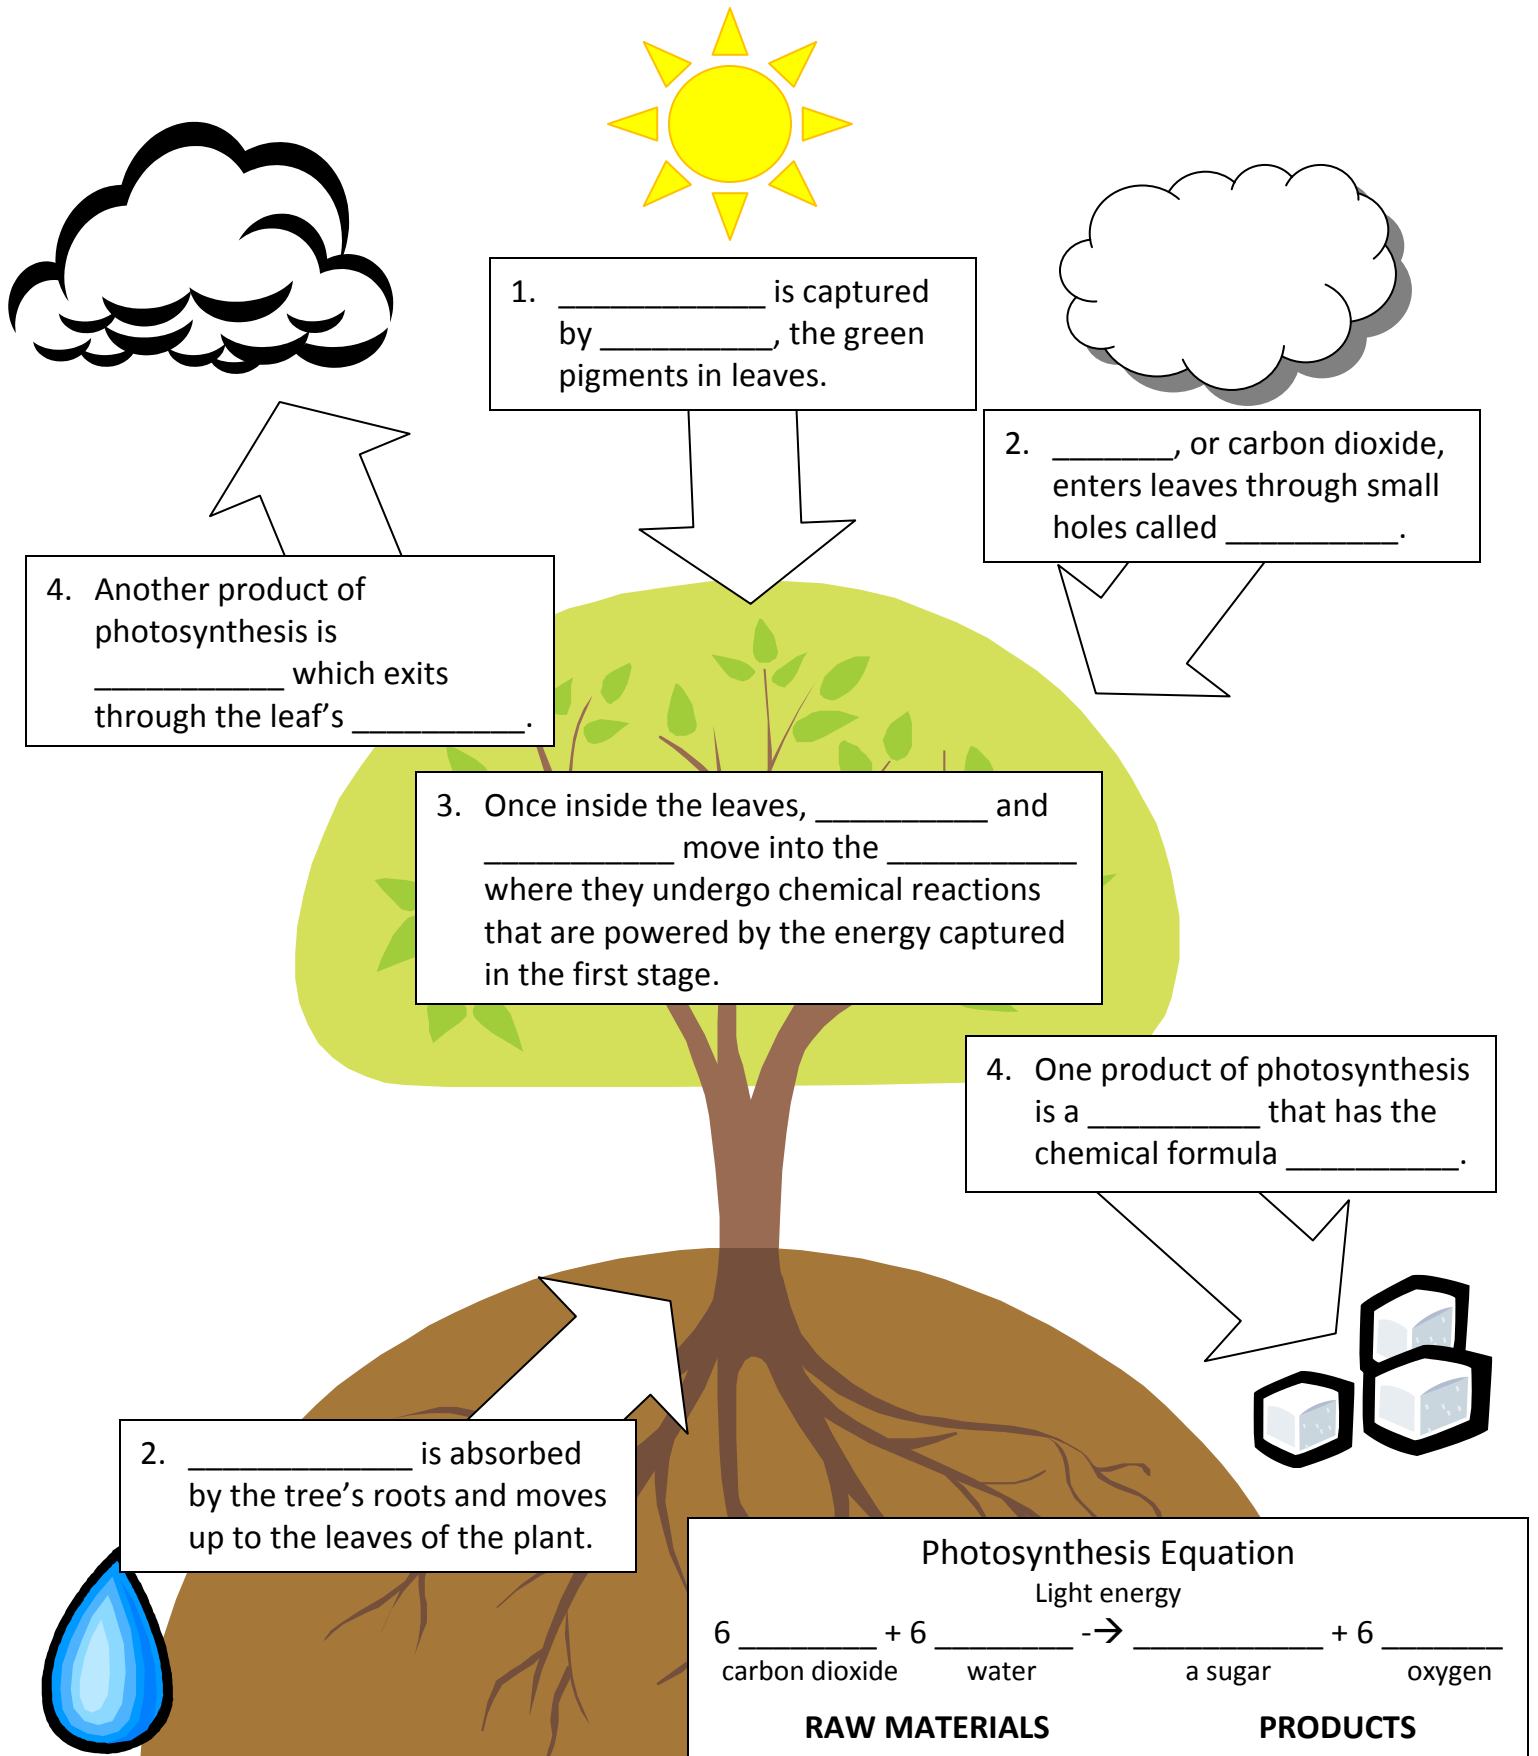 1. ____________ is captured
by __________, the green
pigments in leaves.
2. _______, or carbon dioxide,
enters leaves through small
holes called __________.
4. Another product of
photosynthesis is
___________ which exits
through the leaf’s __________.
3. Once inside the leaves, __________ and
___________ move into the ___________
where they undergo chemical reactions
that are powered by the energy captured
in the first stage.
4. One product of photosynthesis
is a __________ that has the
chemical formula __________.
2. _____________ is absorbed
by the tree’s roots and moves
up to the leaves of the plant.
Photosynthesis Equation
Light energy
6 ________ + 6 ________ -→ ___________ + 6 _______
carbon dioxide water a sugar oxygen
RAW MATERIALS PRODUCTS